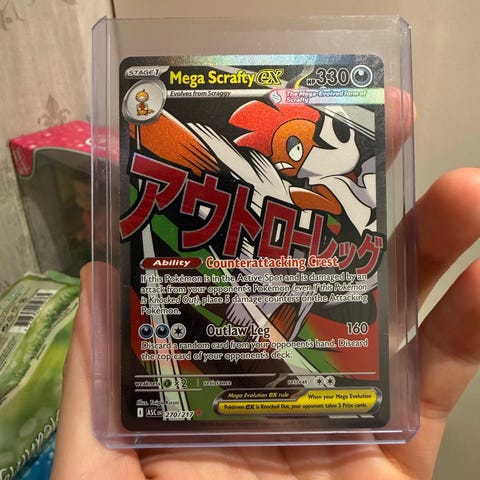 STAGE 1 Mega Scrafty ex HP 330
Evolves from Scraggy
The Mega-Evolved form of
Scrafty
アウトローレッグ
Ability Counterattacking Crest
If this Pokémon is in the Active Spot and is damaged by an
attack from your opponent's Pokémon (even if this Pokémon
is Knocked Out), place 5 damage counters on the Attacking
Pokémon.
Outlaw Leg 160
Discard a random card from your opponent's hand. Discard
the top card of your opponent's deck.
weakness ×2 resistance retreat
Mega Evolution ex rule When your Mega Evolution
Pokémon ex is Knocked Out, your opponent takes 3 Prize cards.
Illus. Taiga Kasai
I ASC EN 270/217